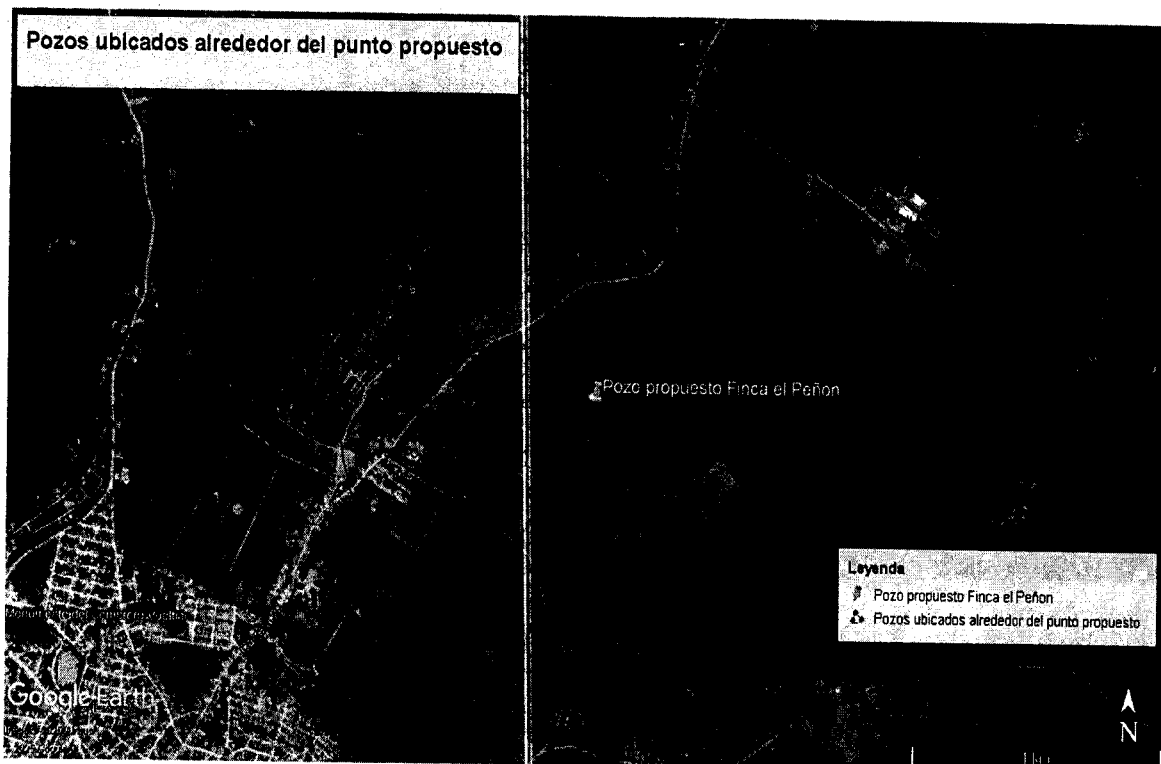 Pozos ubicados alrededor del punto propuesto
Pozo propuesto Finca el Peñon
Leyenda
Pozo propuesto Finca el Peñon
Pozos ubicados alrededor del punto propuesto
Google Earth
N